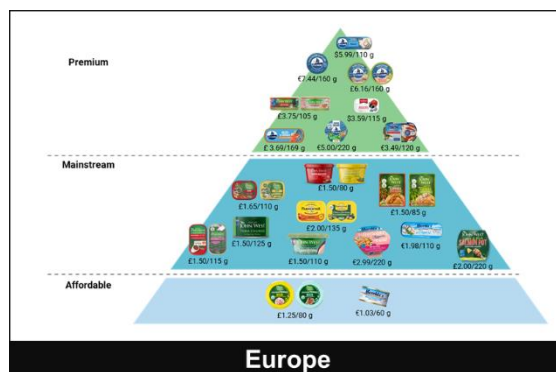 Premium
$5.99/110 g
€7.44/160 g
£6.16/160 g
£3.75/105 g
$3.59/115 g
£ 3.69/169 g
€5.00/220 g
€3.49/120 g
Mainstream
£1.50/80 g
£1.65/110 g
£1.50/85 g
£2.00/135 g
JOHN WEST
£1.50/125 g
€1.98/110 g
£1.50/115 g
£1.50/110 g
€2.99/220 g
£2.00/220 g
Affordable
£1.25/80 g
€1.03/60 g
Europe